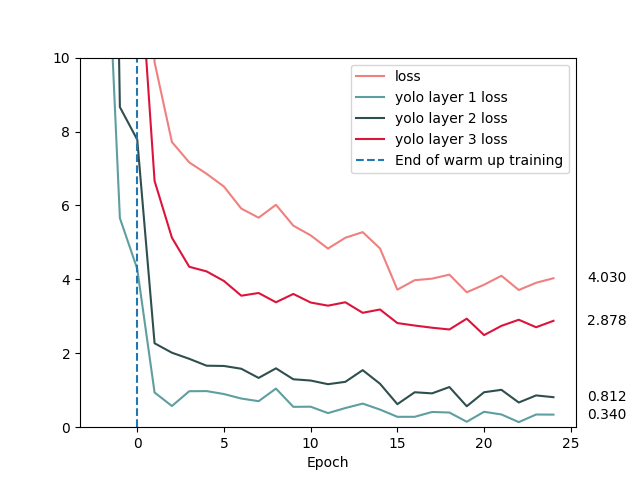 10
8
6
4
2
0
loss
yolo layer 1 loss
yolo layer 2 loss
yolo layer 3 loss
End of warm up training
4.030
2.878
0.812
0.340
0 5 10 15 20 25
Epoch